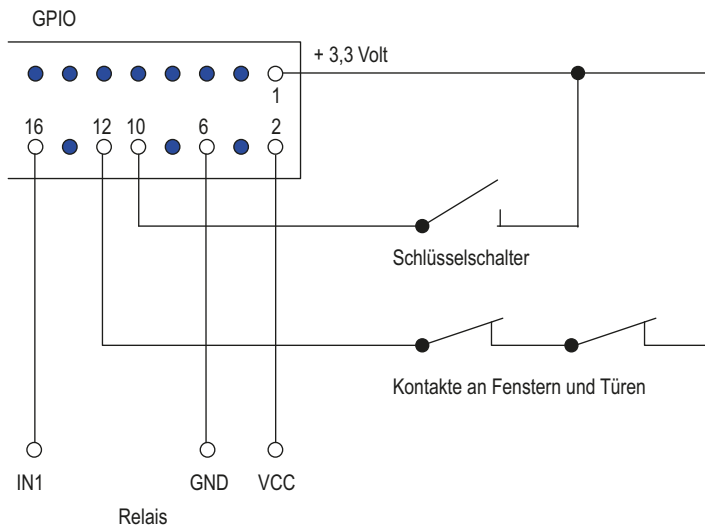 GPIO
+ 3,3 Volt
1
16 12 10 6 2
Schlüsselschalter
Kontakte an Fenstern und Türen
IN1 GND VCC
Relais